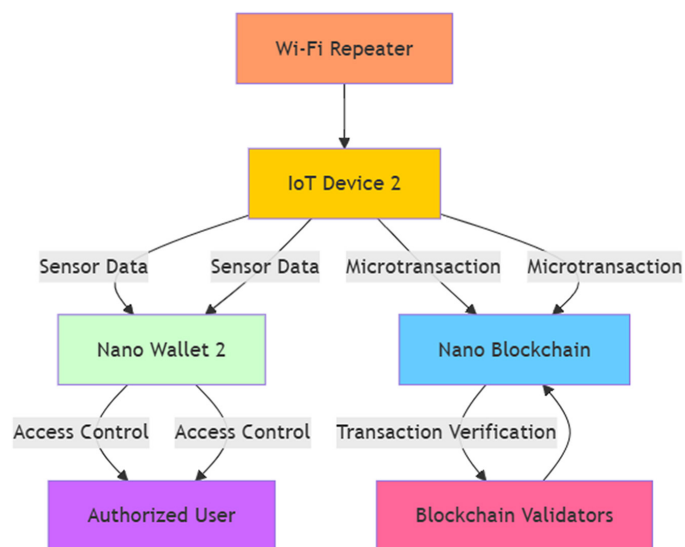 Wi-Fi Repeater
IoT Device 2
Sensor Data
Sensor Data
Microtransaction
Microtransaction
Nano Wallet 2
Nano Blockchain
Access Control
Access Control
Transaction Verification
Authorized User
Blockchain Validators